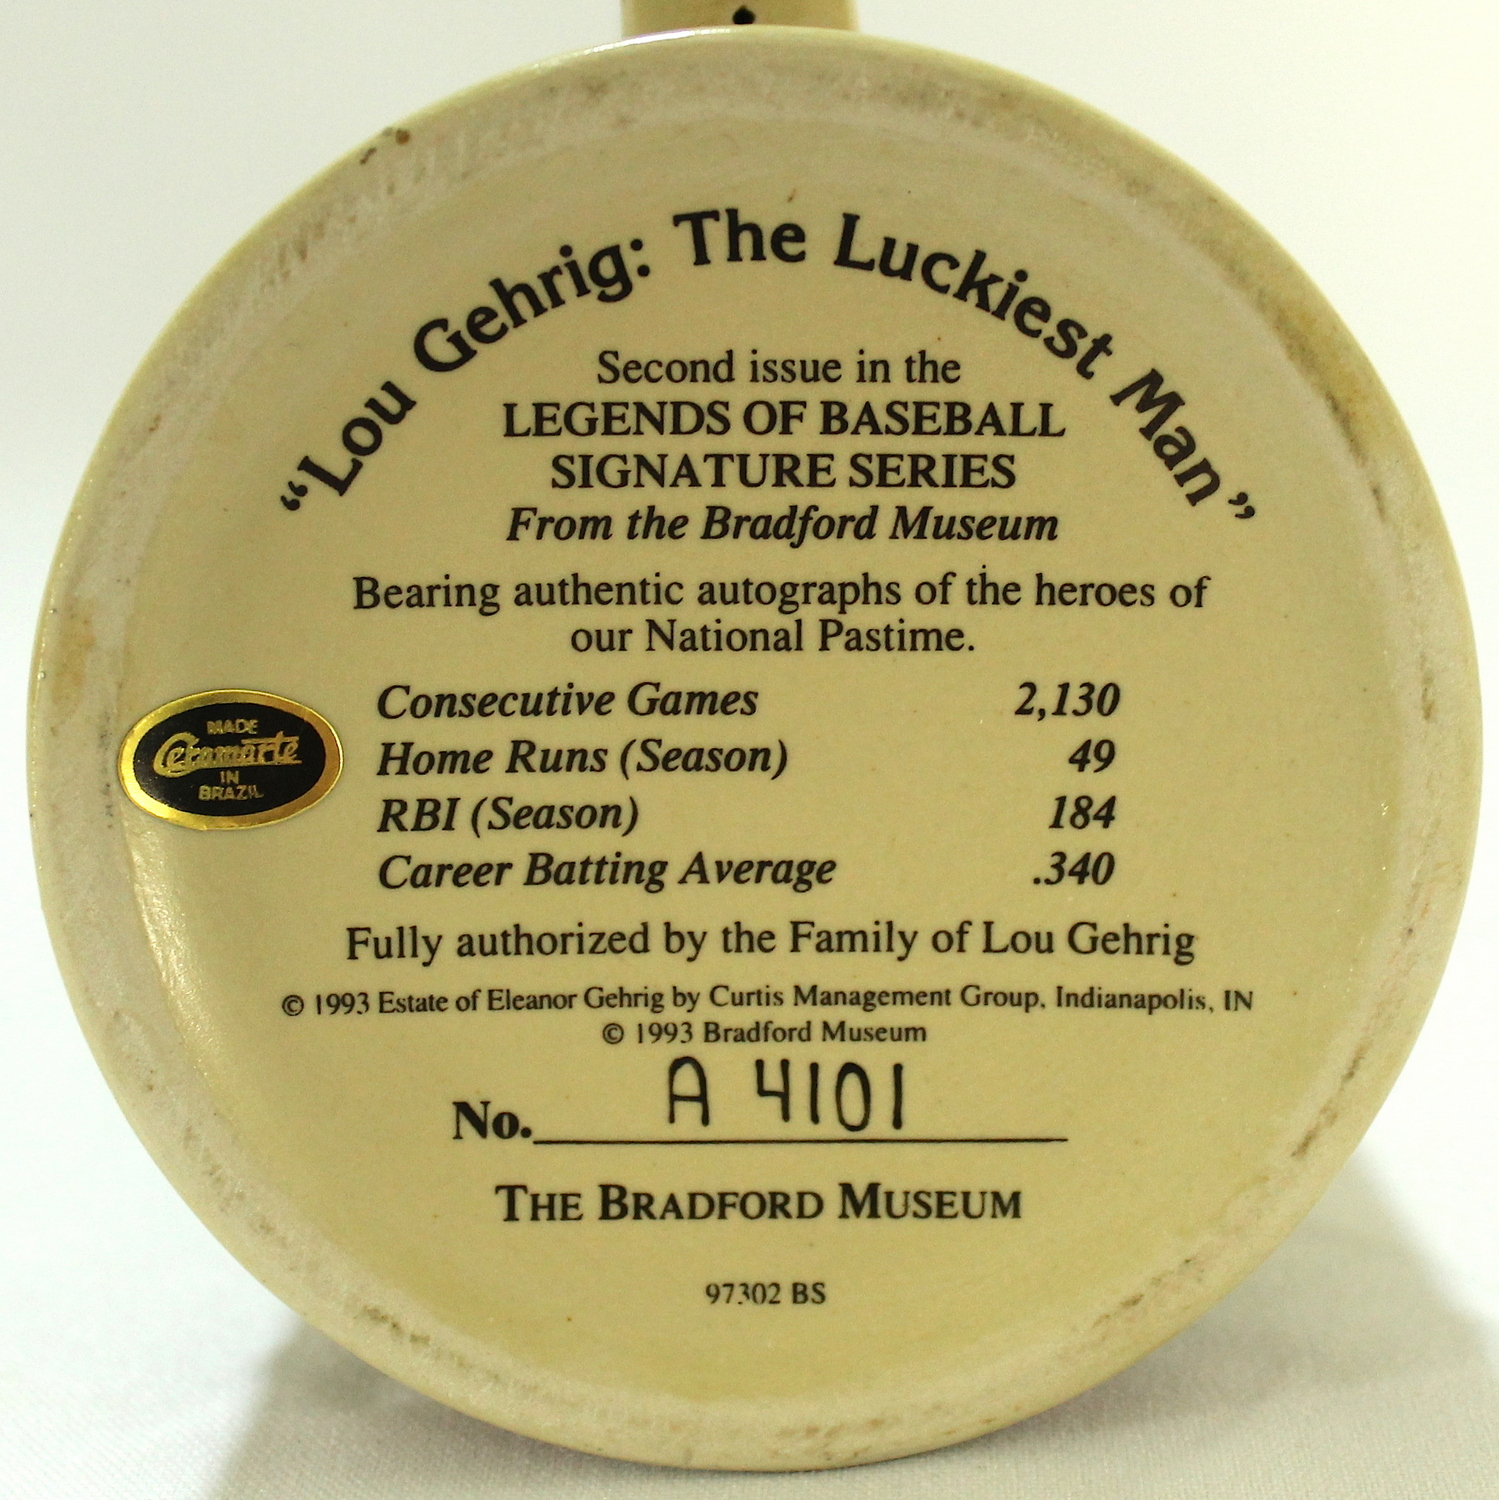 “Lou Gehrig: The Luckiest Man”
Second issue in the
LEGENDS OF BASEBALL
SIGNATURE SERIES
From the Bradford Museum
Bearing authentic autographs of the heroes of
our National Pastime.
Consecutive Games 2,130
Home Runs (Season) 49
RBI (Season) 184
Career Batting Average .340
MADE
Ceramarte
IN
BRAZIL
Fully authorized by the Family of Lou Gehrig
© 1993 Estate of Eleanor Gehrig by Curtis Management Group, Indianapolis, IN
© 1993 Bradford Museum
No. A 4101
THE BRADFORD MUSEUM
97302 BS